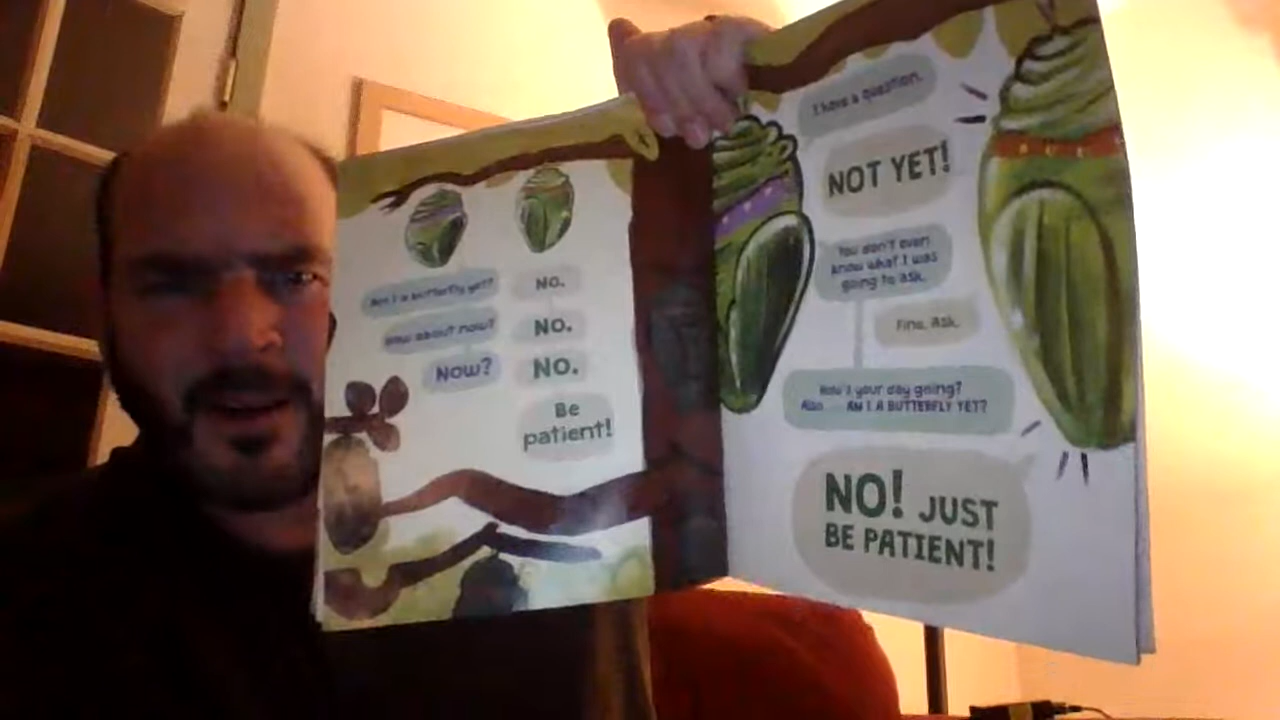 Am I a butterfly yet?
No.
How about now?
No.
Now?
No.
Be
patient!
I have a question.
NOT YET!
You don't even
know what I was
going to ask.
Fine. Ask.
How's your day going?
Also . . . AM I A BUTTERFLY YET?
NO! JUST
BE PATIENT!